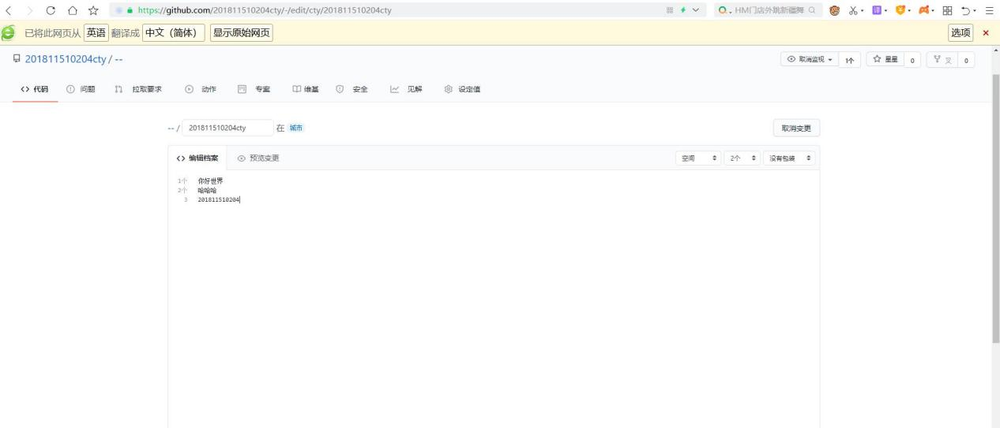 https://github.com/201811510204cty/-/edit/cty/201811510204cty
HM门店外跳新疆舞
译
已将此网页从 英语 翻译成 中文（简体） 显示原始网页
选项
201811510204cty / --
取消监视 1个
星星 0
叉 0
代码
问题
拉取要求
动作
专案
维基
安全
见解
设定值
-- / 201811510204cty 在 城市
取消变更
编辑档案
预览变更
空间
2个
没有包装
1个 你好世界
2个 哈哈哈
3 201811510204